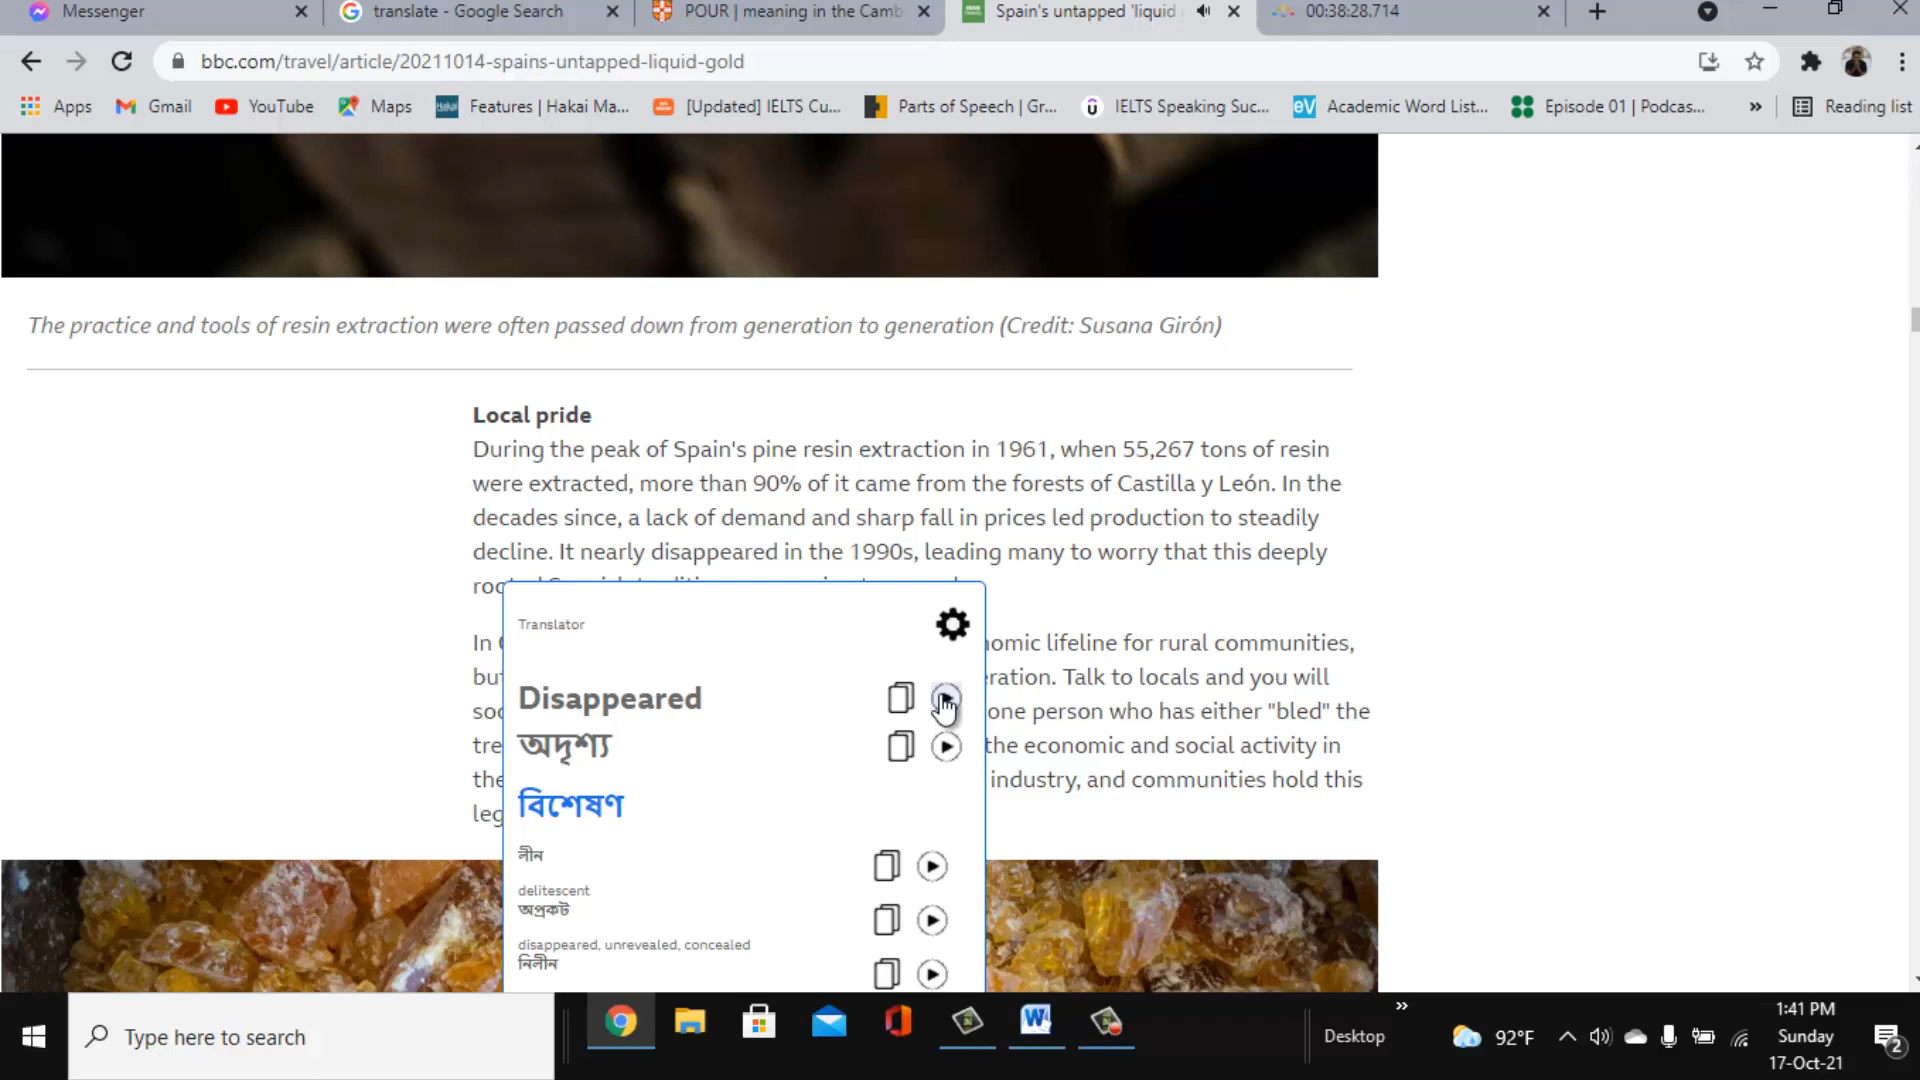 Messenger
translate - Google Search
POUR | meaning in the Camb
Spain's untapped 'liquid
00:38:28.714
bbc.com/travel/article/20211014-spains-untapped-liquid-gold
Apps
Gmail
YouTube
Maps
Features | Hakai Ma...
[Updated] IELTS Cu...
Parts of Speech | Gr...
IELTS Speaking Suc...
Academic Word List...
Episode 01 | Podcas...
»
Reading list
The practice and tools of resin extraction were often passed down from generation to generation (Credit: Susana Girón)
Local pride
During the peak of Spain's pine resin extraction in 1961, when 55,267 tons of resin
were extracted, more than 90% of it came from the forests of Castilla y León. In the
decades since, a lack of demand and sharp fall in prices led production to steadily
decline. It nearly disappeared in the 1990s, leading many to worry that this deeply
In
lifeline for rural communities,
Talk to locals and you will
one person who has either "bled" the
the economic and social activity in
industry, and communities hold this
Translator
Disappeared
অদৃশ্য
বিশেষণ
লীন
delitescent
অপ্রকট
disappeared, unrevealed, concealed
নিলীন
Type here to search
Desktop
»
92°F
1:41 PM
Sunday
17-Oct-21
2